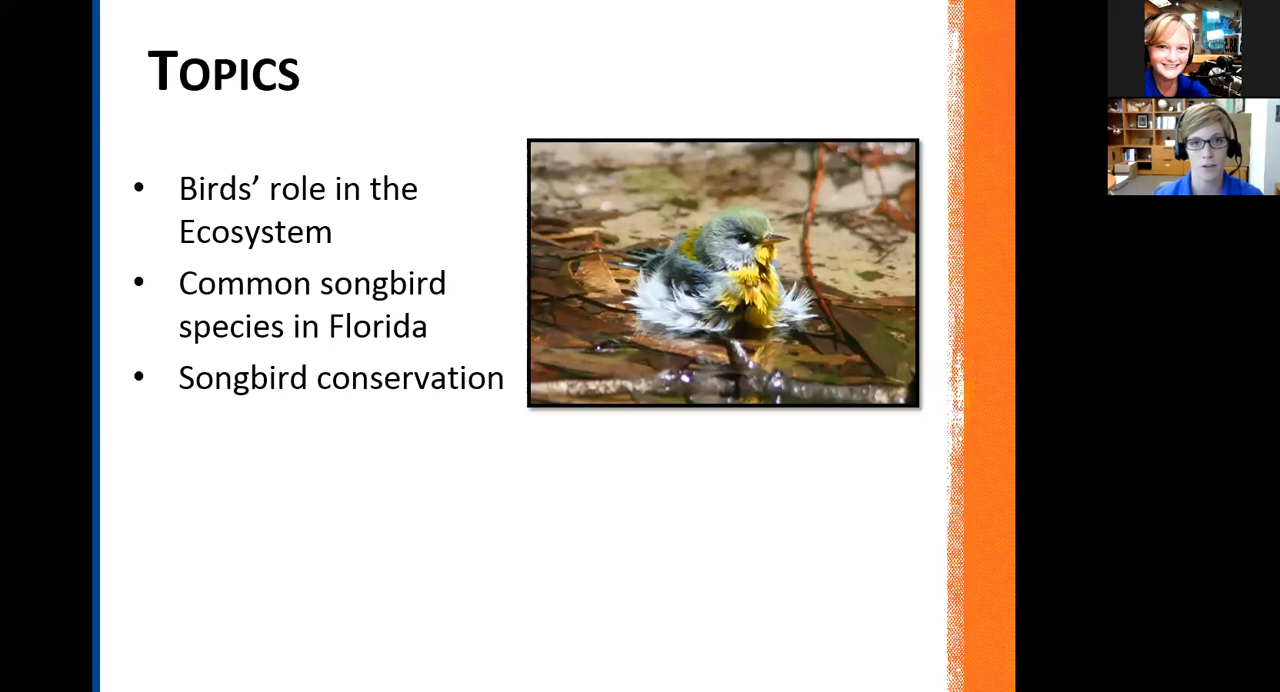 TOPICS
• Birds’ role in the
Ecosystem
• Common songbird
species in Florida
• Songbird conservation